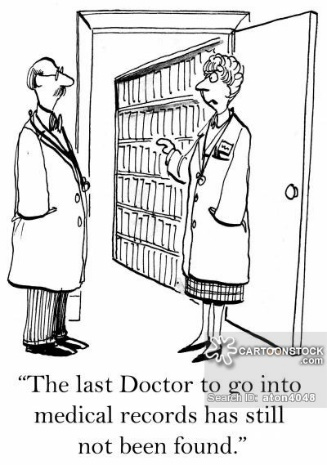 CARTOONSTOCK
.com
Search ID: aton4048
“The last Doctor to go into
medical records has still
not been found.”